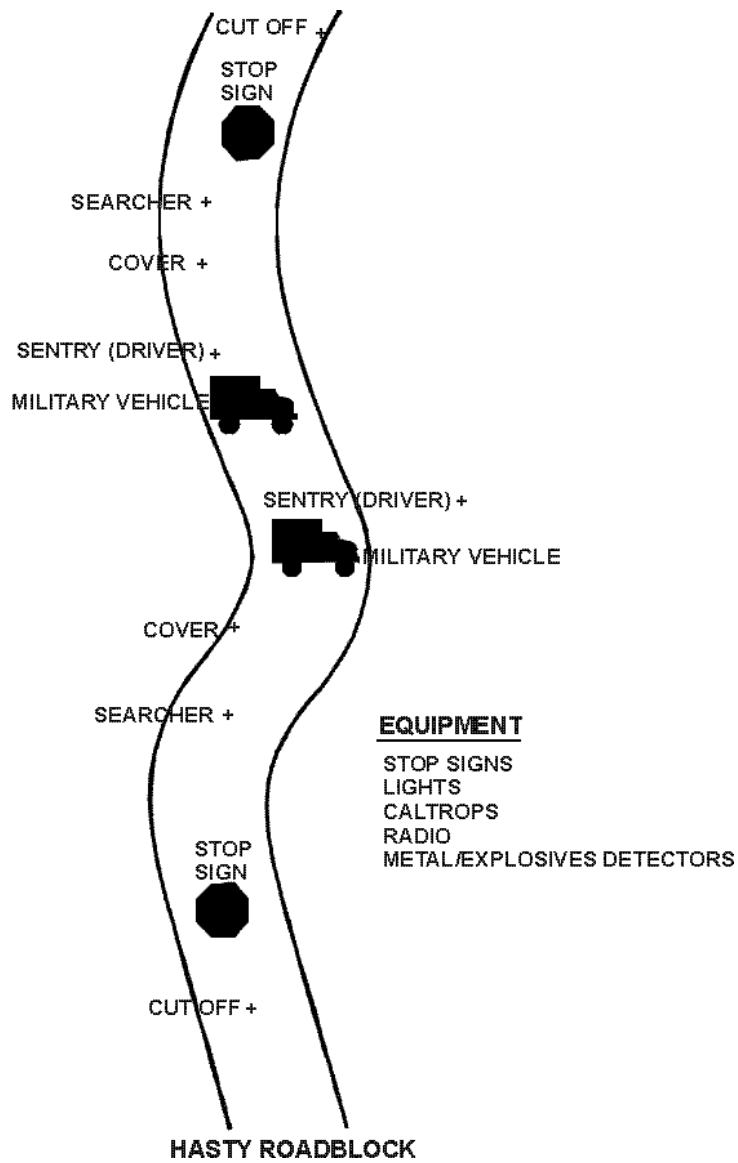 CUT OFF +
STOP
SIGN
SEARCHER +
COVER +
SENTRY (DRIVER) +
MILITARY VEHICLE
SENTRY (DRIVER) +
MILITARY VEHICLE
COVER +
SEARCHER +
EQUIPMENT
STOP SIGNS
LIGHTS
CALTROPS
RADIO
METAL/EXPLOSIVES DETECTORS
STOP
SIGN
CUT OFF +
HASTY ROADBLOCK